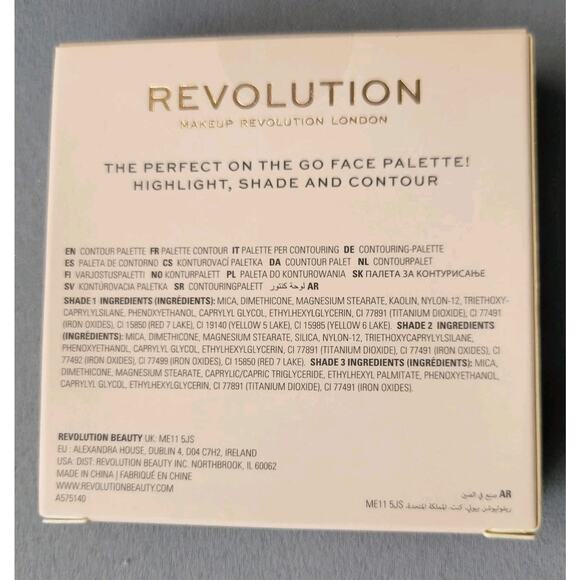 REVOLUTION
MAKEUP REVOLUTION LONDON
THE PERFECT ON THE GO FACE PALETTE!
HIGHLIGHT, SHADE AND CONTOUR
EN CONTOUR PALETTE FR PALETTE CONTOUR IT PALETTE PER CONTOURING DE CONTOURING-PALETTE
ES PALETA DE CONTORNO CS KONTUROVACÍ PALETKA DA COUNTOUR PALET NL CONTOURPALET
FI VARJOSTUSPALETTI NO KONTURPALETT PL PALETA DO KONTUROWANIA SK ПАЛЕТА ЗА КОНТУРИСАЊЕ
SV KONTÚROVACIA PALETKA SR CONTOURINGPALETT لوحة كنتور AR
SHADE 1 INGREDIENTS (INGRÉDIENTS): MICA, DIMETHICONE, MAGNESIUM STEARATE, KAOLIN, NYLON-12, TRIETHOXY-
CAPRYLYLSILANE, PHENOXYETHANOL, CAPRYLYL GLYCOL, ETHYLHEXYLGLYCERIN, CI 77891 (TITANIUM DIOXIDE), CI 77491
(IRON OXIDES), CI 15850 (RED 7 LAKE), CI 19140 (YELLOW 5 LAKE), CI 15985 (YELLOW 6 LAKE). SHADE 2 INGREDIENTS
(INGRÉDIENTS): MICA, DIMETHICONE, MAGNESIUM STEARATE, SILICA, NYLON-12, TRIETHOXYCAPRYLYLSILANE,
PHENOXYETHANOL, CAPRYLYL GLYCOL, ETHYLHEXYLGLYCERIN, CI 77891 (TITANIUM DIOXIDE), CI 77491 (IRON OXIDES), CI
77492 (IRON OXIDES), CI 77499 (IRON OXIDES), CI 15850 (RED 7 LAKE). SHADE 3 INGREDIENTS (INGRÉDIENTS): MICA,
DIMETHICONE, MAGNESIUM STEARATE, CAPRYLIC/CAPRIC TRIGLYCERIDE, ETHYLHEXYL PALMITATE, PHENOXYETHANOL,
CAPRYLYL GLYCOL, ETHYLHEXYLGLYCERIN, CI 77891 (TITANIUM DIOXIDE), CI 77491 (IRON OXIDES).
REVOLUTION BEAUTY UK: ME11 5JS
EU : ALEXANDRA HOUSE, DUBLIN 4, D04 C7H2, IRELAND
USA: DIST. REVOLUTION BEAUTY INC. NORTHBROOK, IL 60062
MADE IN CHINA | FABRIQUÉ EN CHINE
WWW.REVOLUTIONBEAUTY.COM
A575140
AR صنع في الصين
ريفوليوشن بيوتي، كنت، المملكة المتحدة، ME11 5JS